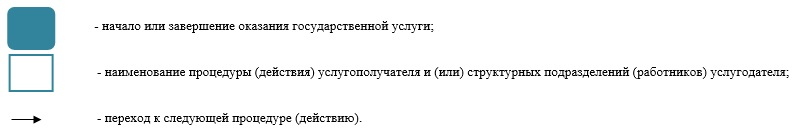 - начало или завершение оказания государственной услуги;
- наименование процедуры (действия) услугополучателя и (или) структурных подразделений (работников) услугодателя;
- переход к следующей процедуре (действию).